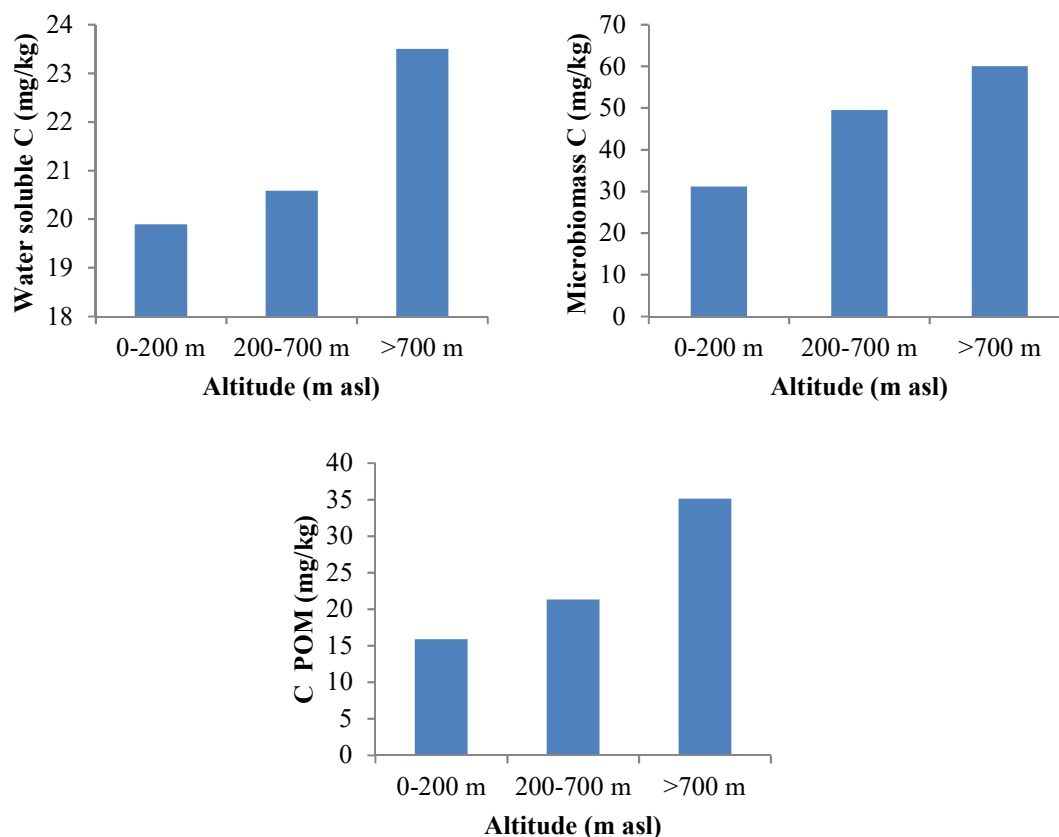 Water soluble C (mg/kg)
24
23
22
21
20
19
18
0-200 m 200-700 m >700 m
Altitude (m asl)
Microbiomass C (mg/kg)
70
60
50
40
30
20
10
0
0-200 m 200-700 m >700 m
Altitude (m asl)
C POM (mg/kg)
40
35
30
25
20
15
10
5
0
0-200 m 200-700 m >700 m
Altitude (m asl)